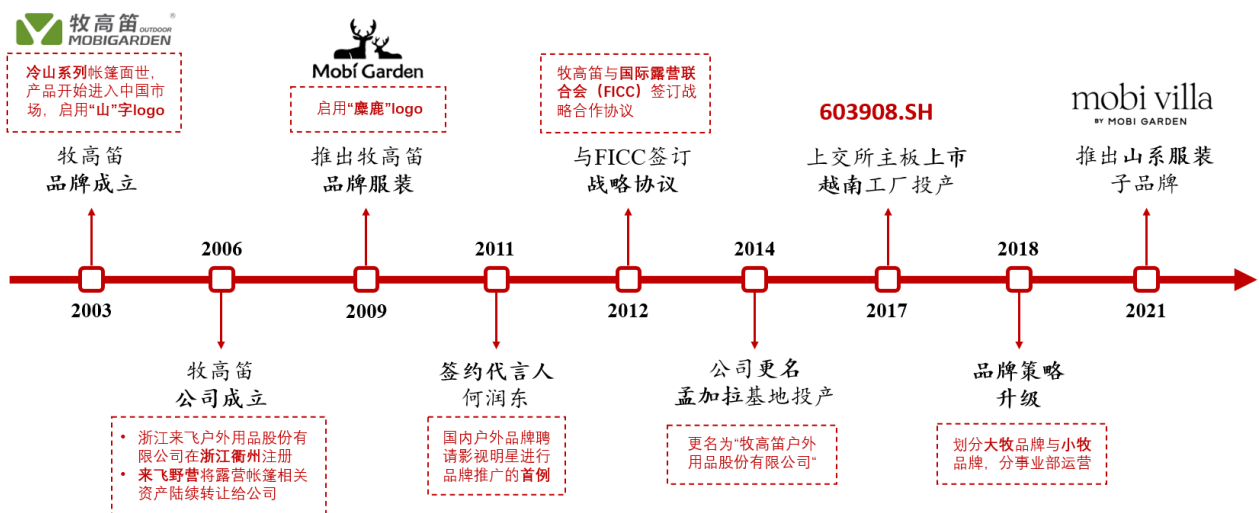 牧高笛 OUTDOOR
MOBIGARDEN
冷山系列帐篷面世，
产品开始进入中国市
场，启用“山”字logo
牧高笛
品牌成立
Mobi Garden
启用“麋鹿”logo
推出牧高笛
品牌服装
牧高笛与国际露营联
合会（FICC）签订战
略合作协议
与FICC签订
战略协议
603908.SH
上交所主板上市
越南工厂投产
mobi villa
BY MOBI GARDEN
推出山系服装
子品牌
2006
2011
2014
2018
2003
2009
2012
2017
2021
牧高笛
公司成立
• 浙江来飞户外用品股份有
限公司在浙江衢州注册
• 来飞野营将露营帐篷相关
资产陆续转让给公司
签约代言人
何润东
国内户外品牌聘
请影视明星进行
品牌推广的首例
公司更名
孟加拉基地投产
更名为“牧高笛户外
用品股份有限公司“
品牌策略
升级
划分大牧品牌与小牧
品牌，分事业部运营